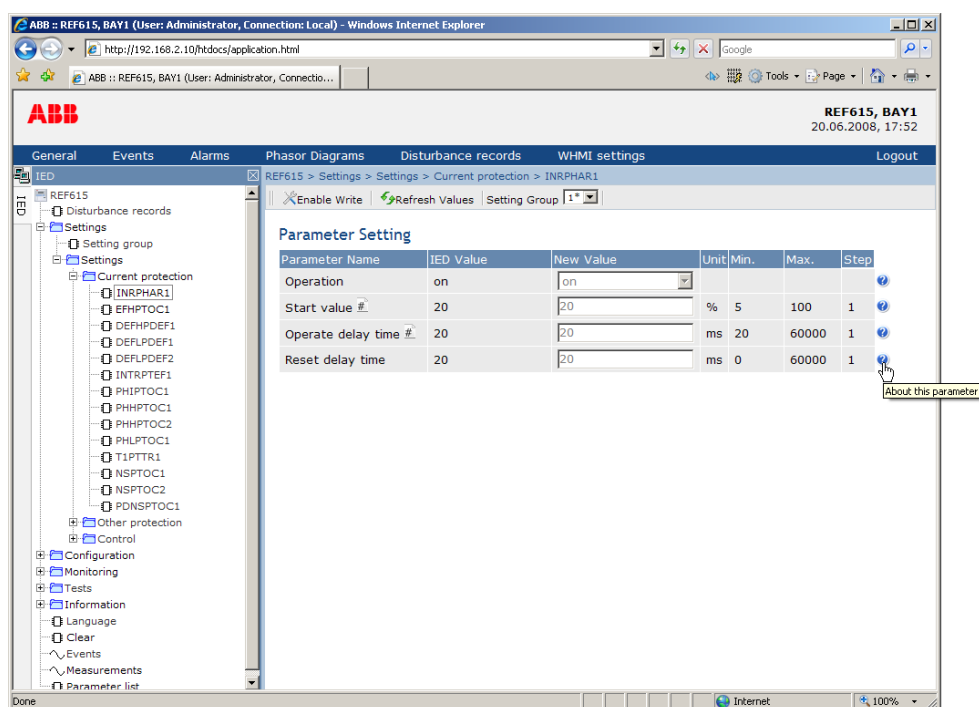 ABB :: REF615, BAY1 (User: Administrator, Connection: Local) - Windows Internet Explorer
http://192.168.2.10/htdocs/application.html
Google
ABB :: REF615, BAY1 (User: Administrator, Connectio...
Tools
Page
ABB
REF615, BAY1
20.06.2008, 17:52
General Events Alarms Phasor Diagrams Disturbance records WHMI settings Logout
IED
IED
REF615 > Settings > Settings > Current protection > INRPHAR1
Enable Write Refresh Values Setting Group 1*
REF615
Disturbance records
Settings
Setting group
Settings
Current protection
INRPHAR1
EFHPTOC1
DEFHPDEF1
DEFLPDEF1
DEFLPDEF2
INTRPTEF1
PHIPTOC1
PHHPTOC1
PHHPTOC2
PHLPTOC1
T1PTTR1
NSPTOC1
NSPTOC2
PDNSPTOC1
Other protection
Control
Configuration
Monitoring
Tests
Information
Language
Clear
Events
Measurements
Parameter list
Parameter Setting
Parameter Name IED Value New Value Unit Min. Max. Step
Operation on on
Start value # 20 20 % 5 100 1
Operate delay time # 20 20 ms 20 60000 1
Reset delay time 20 20 ms 0 60000 1
About this parameter
Done
Internet
100%